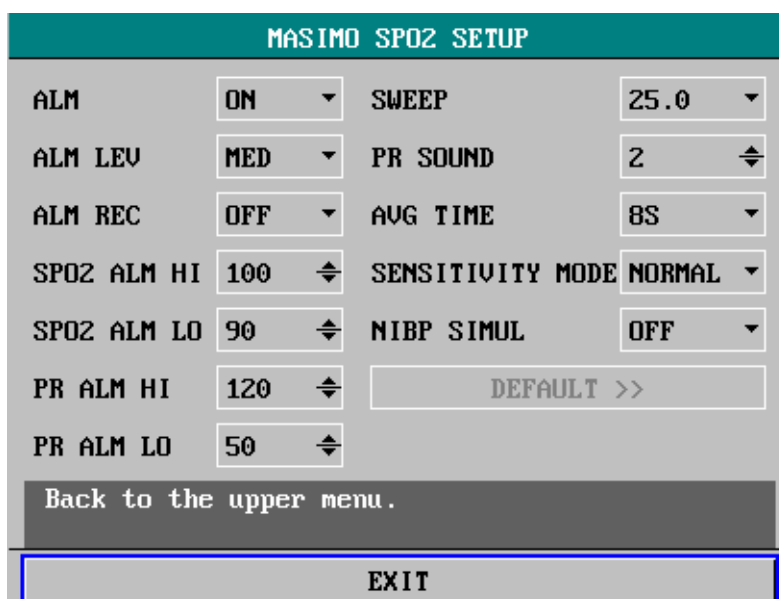 MASIMO SPO2 SETUP
ALM ON SWEEP 25.0
ALM LEV MED PR SOUND 2
ALM REC OFF AVG TIME 8S
SPO2 ALM HI 100 SENSITIVITY MODE NORMAL
SPO2 ALM LO 90 NIBP SIMUL OFF
PR ALM HI 120 DEFAULT >>
PR ALM LO 50
Back to the upper menu.
EXIT